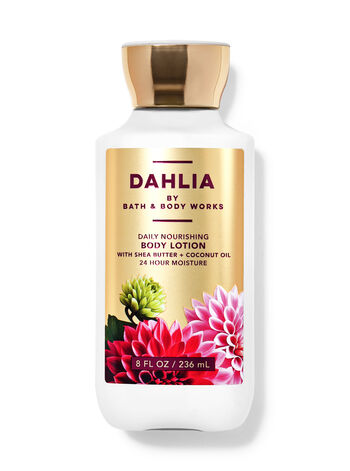 DAHLIA
BY
BATH & BODY WORKS
DAILY NOURISHING
BODY LOTION
WITH SHEA BUTTER + COCONUT OIL
24 HOUR MOISTURE
8 FL OZ / 236 mL